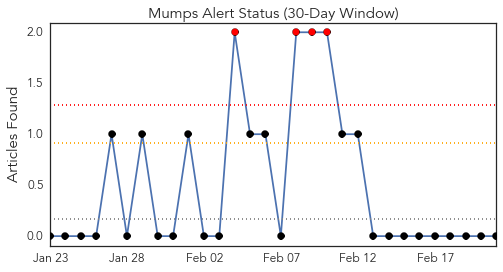 Mumps Alert Status (30-Day Window)
Articles Found
2.0
1.5
1.0
0.5
0.0
Jan 23 Jan 28 Feb 02 Feb 07 Feb 12 Feb 17